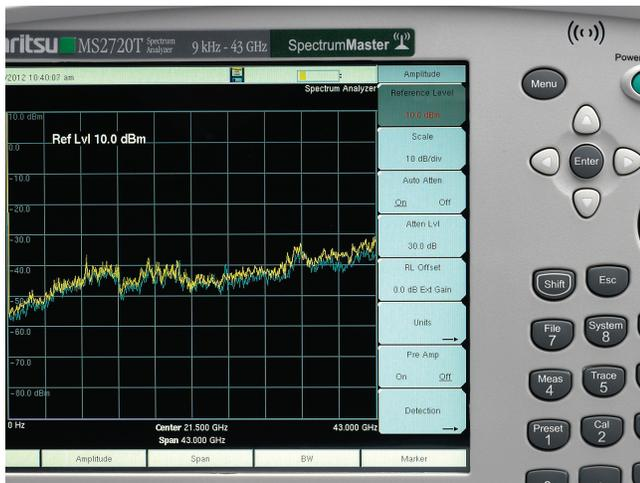 ritsu MS2720T Spectrum Analyzer 9 kHz - 43 GHz SpectrumMaster
Power
/2012 10:40:07 am
Spectrum Analyzer
Ref Lvl 10.0 dBm
10.0 dBm
0.0
-10.0
-20.0
-30.0
-40.0
-50.0
-60.0
-70.0
-80.0 dBm
0 Hz
Center 21.500 GHz
43.000 GHz
Span 43.000 GHz
Amplitude
Reference Level
10.0 dBm
Scale
10 dB/div
Auto Atten
On Off
Atten Lvl
30.0 dB
RL Offset
0.0 dB Ext Gain
Units
Pre Amp
On Off
Detection
Amplitude
Span
BW
Marker
Menu
Enter
Shift
Esc
File
7
System
8
Meas
4
Trace
5
Preset
1
Cal
2